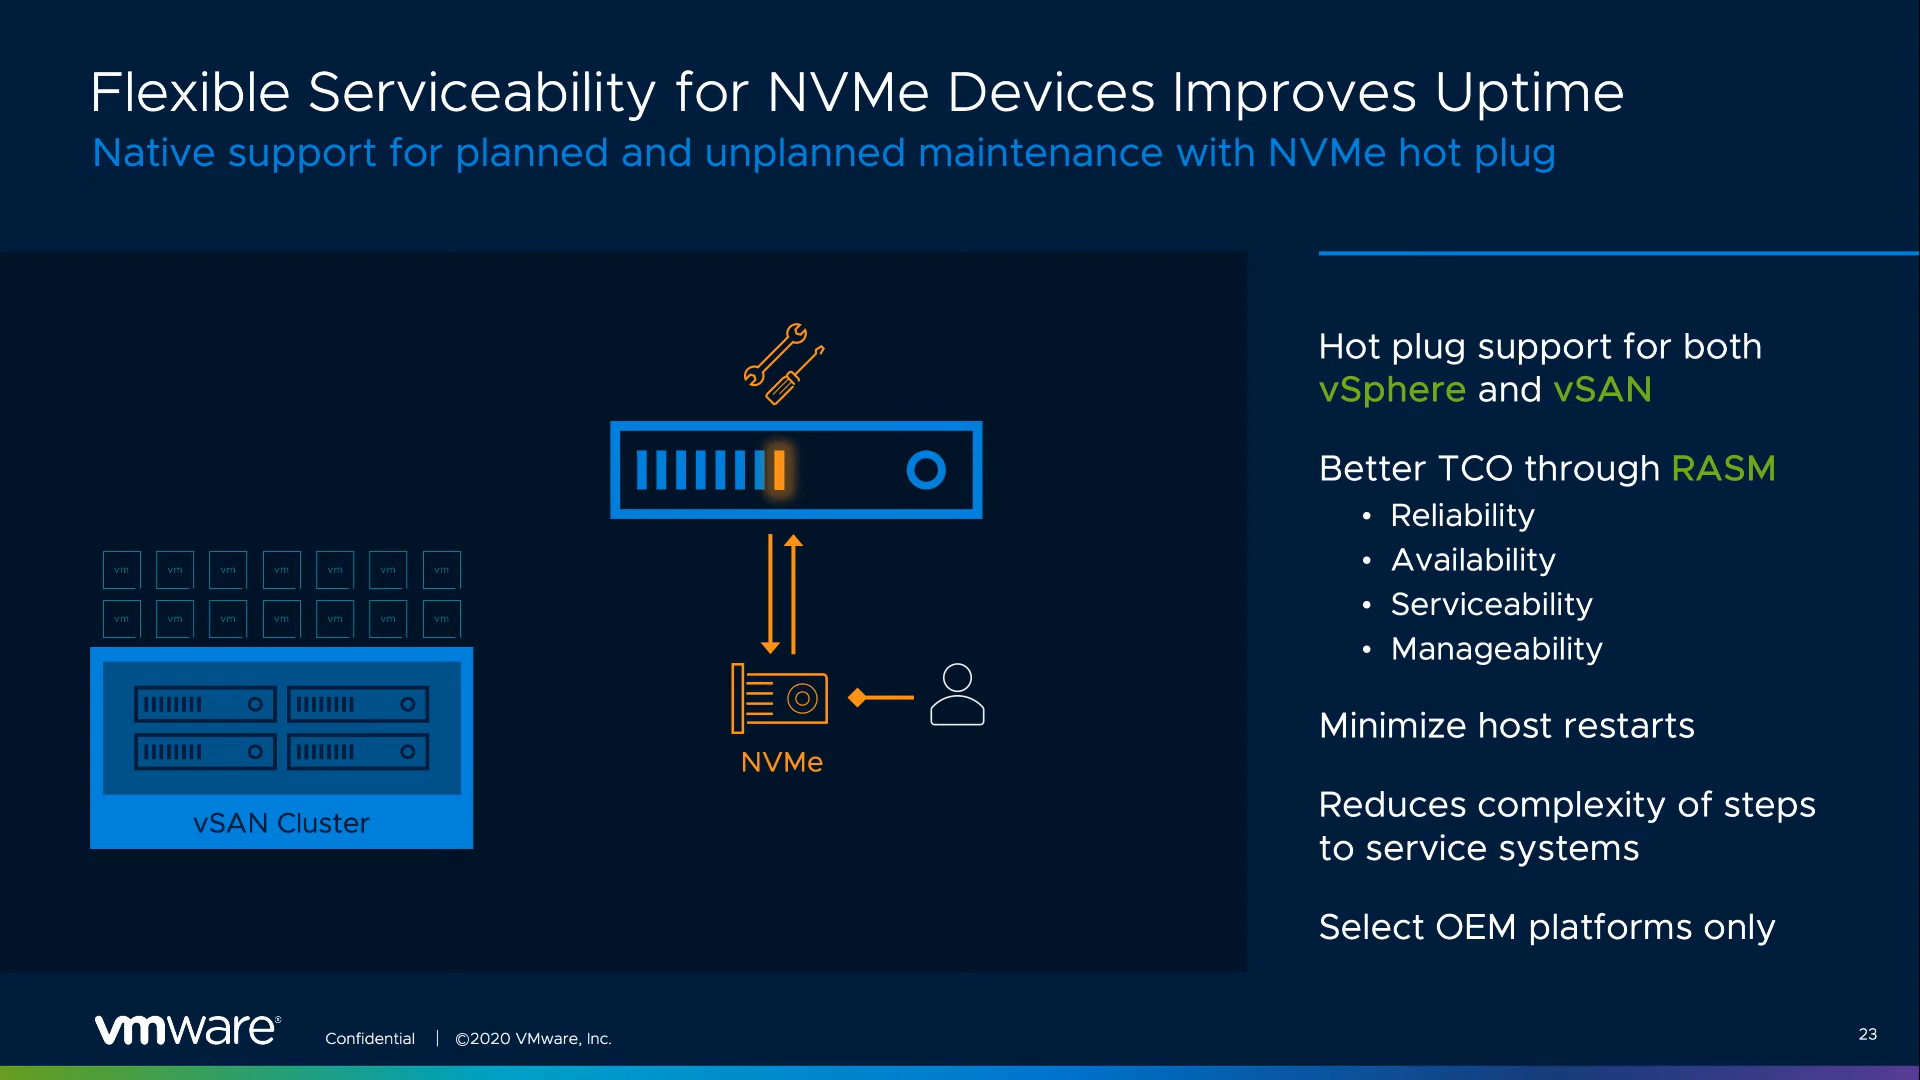 Flexible Serviceability for NVMe Devices Improves Uptime
Native support for planned and unplanned maintenance with NVMe hot plug
vm vm vm vm vm vm vm
vm vm vm vm vm vm vm
vSAN Cluster
NVMe
Hot plug support for both
vSphere and vSAN
Better TCO through RASM
• Reliability
• Availability
• Serviceability
• Manageability
Minimize host restarts
Reduces complexity of steps
to service systems
Select OEM platforms only
vmware®
Confidential | ©2020 VMware, Inc.
23